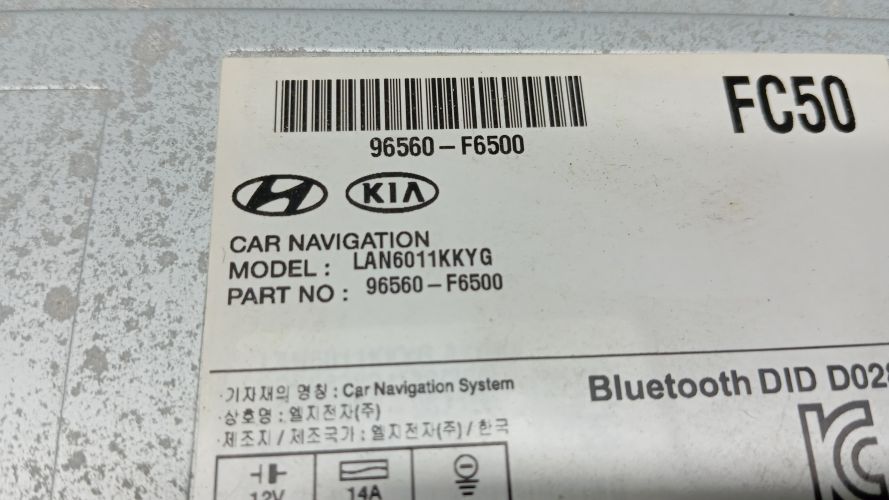 FC50
96560-F6500
KIA
CAR NAVIGATION
MODEL : LAN6011KKYG
PART NO : 96560-F6500
·기자재의 명칭 : Car Navigation System
·상호명 : 엘지전자(주)
·제조지 / 제조국가 : 엘지전자(주) / 한국
Bluetooth DID D028
12V 14A